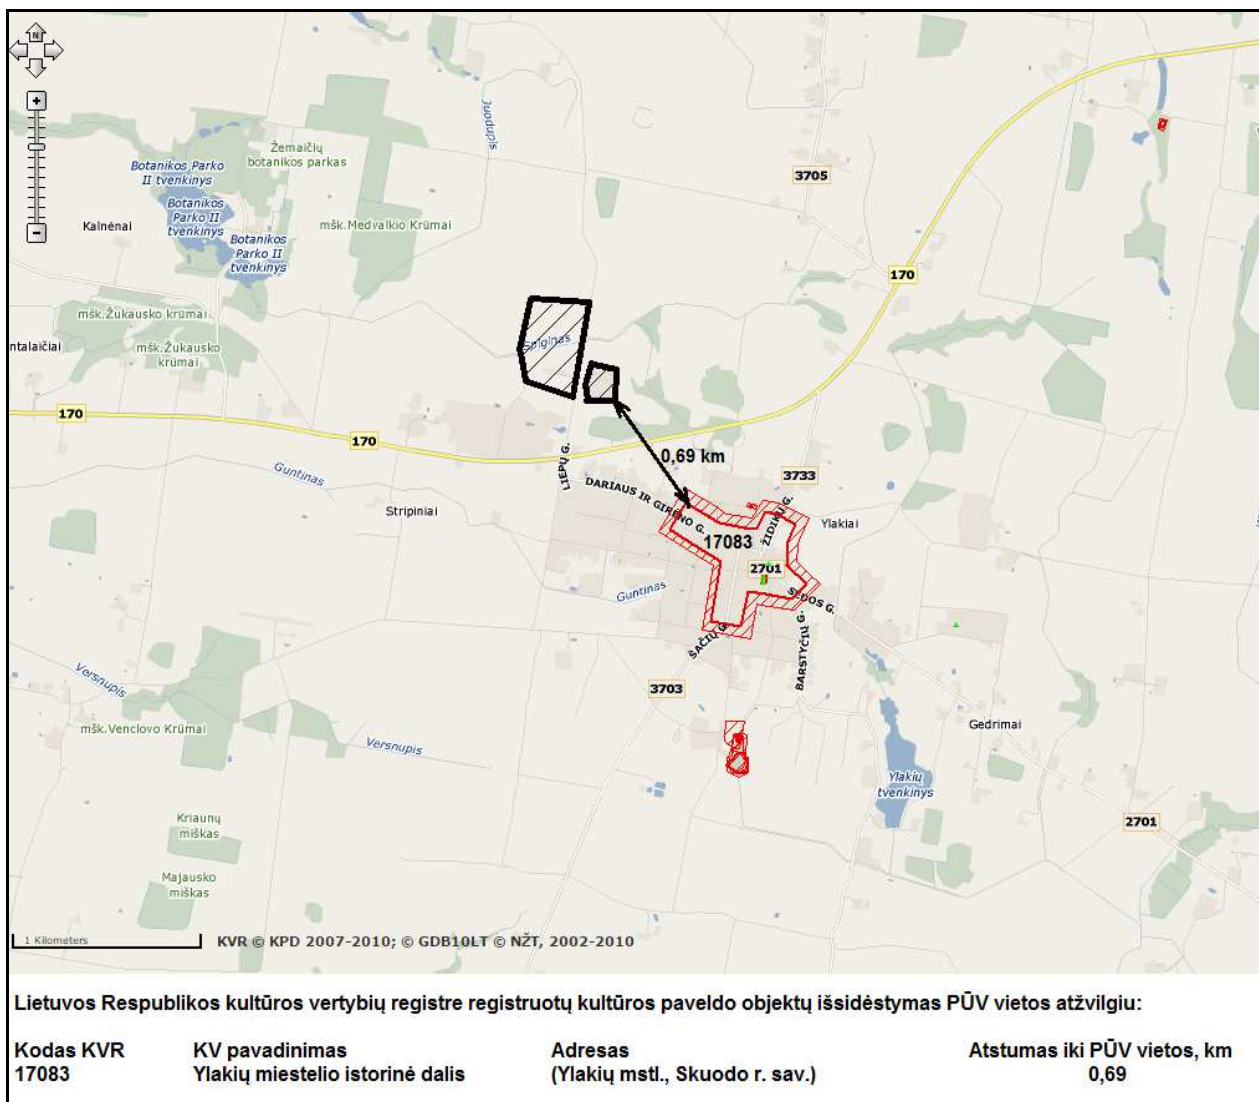 N
Juodupis
3705
Žemaičių
botanikos parkas
Botanikos Parko
II tvenkinys
Botanikos
Parko II
tvenkinys
Botanikos
Parko II
tvenkinys
Kalnėnai
mšk.Medvalkio Krūmai
170
mšk.Žukausko krūmai
mšk.Žukausko
krūmai
ntalaičiai
Spiginas
170
170
0,69 km
LIEPŲ G.
Guntinas
DARIAUS IR GIRĖNO G.
3733
Stripiniai
ŽIDIKŲ G.
Ylakiai
17083
2701
Guntinas
SEDOS G.
ŠAČIŲ G.
BARSTYČIŲ G.
Versnupis
3703
mšk.Venclovo Krūmai
Versnupis
Gedrimai
Ylakių
tvenkinys
Kriaunų
miškas
2701
Majausko
miškas
1 Kilometers
KVR © KPD 2007-2010; © GDB10LT © NŽT, 2002-2010
Lietuvos Respublikos kultūros vertybių registre registruotų kultūros paveldo objektų išsidėstymas PŪV vietos atžvilgiu:
Kodas KVR KV pavadinimas Adresas Atstumas iki PŪV vietos, km
17083 Ylakių miestelio istorinė dalis (Ylakių mstl., Skuodo r. sav.) 0,69